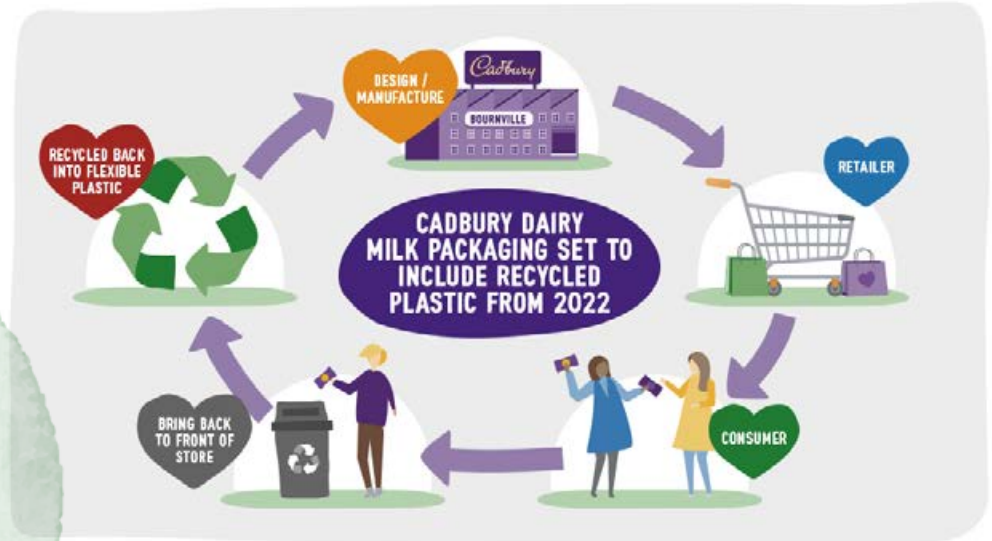 DESIGN /
MANUFACTURE
Cadbury
BOURNVILLE
RETAILER
RECYCLED BACK
INTO FLEXIBLE
PLASTIC
CADBURY DAIRY
MILK PACKAGING SET TO
INCLUDE RECYCLED
PLASTIC FROM 2022
BRING BACK
TO FRONT OF
STORE
CONSUMER